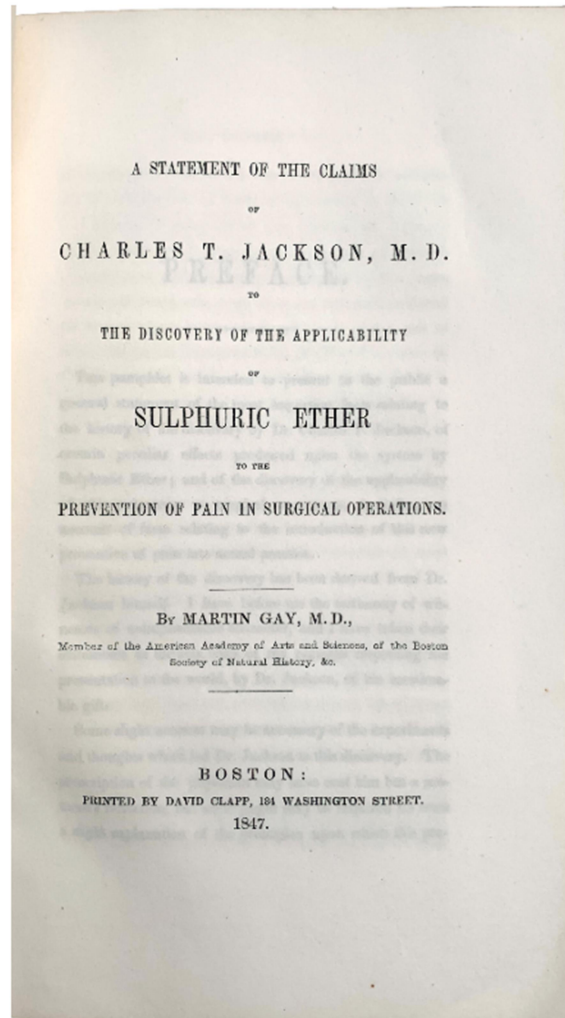 A STATEMENT OF THE CLAIMS
OF
CHARLES T. JACKSON, M. D.
TO
THE DISCOVERY OF THE APPLICABILITY
OF
SULPHURIC ETHER
TO THE
PREVENTION OF PAIN IN SURGICAL OPERATIONS.
BY MARTIN GAY, M.D.,
Member of the American Academy of Arts and Sciences, of the Boston
Society of Natural History, &c.
BOSTON:
PRINTED BY DAVID CLAPP, 184 WASHINGTON STREET.
1847.